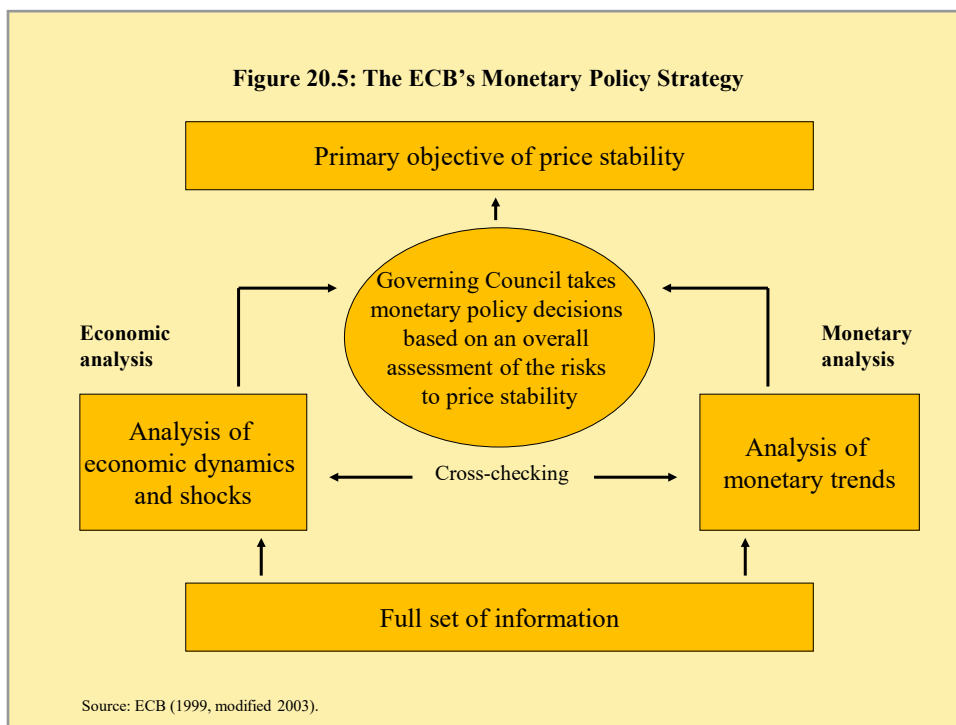 Figure 20.5: The ECB's Monetary Policy Strategy
Primary objective of price stability
Governing Council takes
monetary policy decisions
based on an overall
assessment of the risks
to price stability
Economic
analysis
Monetary
analysis
Analysis of
economic dynamics
and shocks
Cross-checking
Analysis of
monetary trends
Full set of information
Source: ECB (1999, modified 2003).